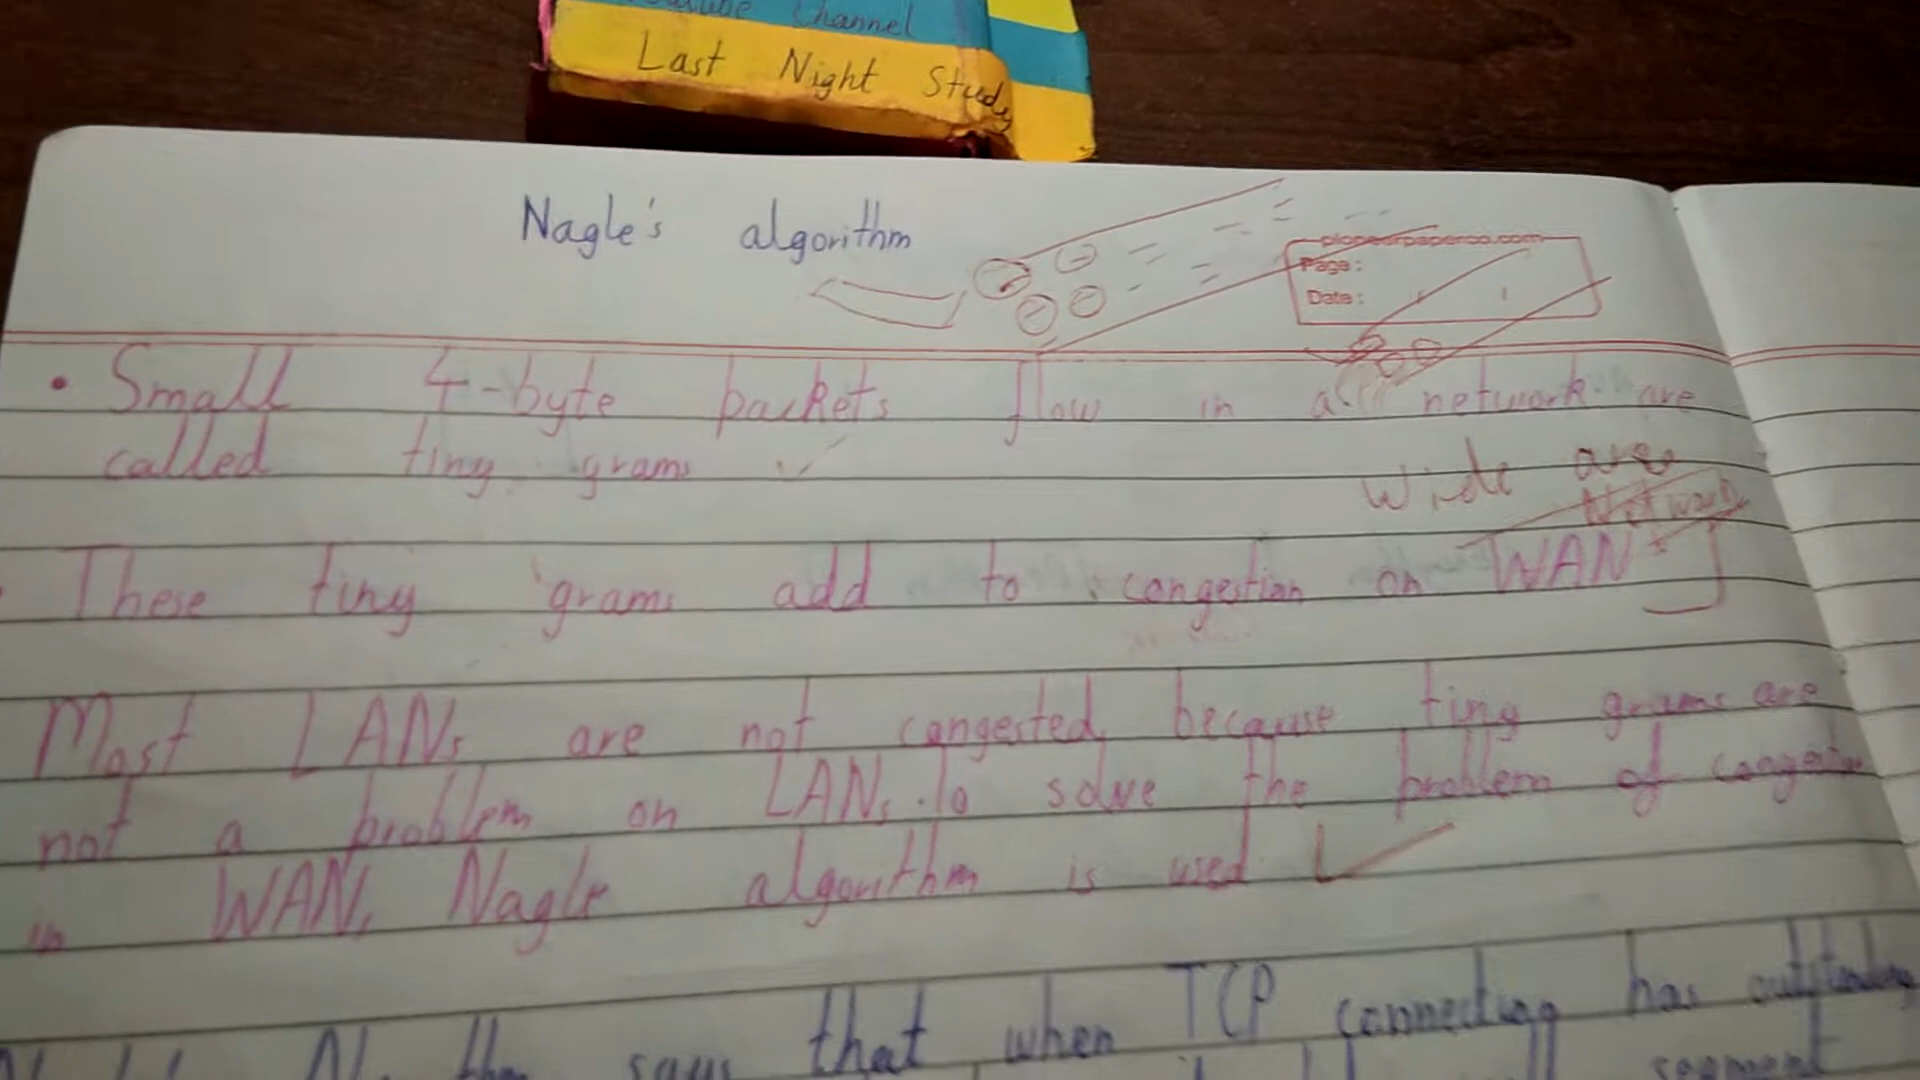 Channel
Last Night Study
Nagle's algorithm
pioneerpaperco.com
Page :
Date :
• Small 4-byte packets flow in a network are
called tiny grams
Wide area
Network
These tiny grams add to congestion on WAN
Most LANs are not congested because tiny grams are
not a problem on LANs. To solve the problem of
in WAN, Nagle algorithm is used
says that when TCP connection has outstanding
segment